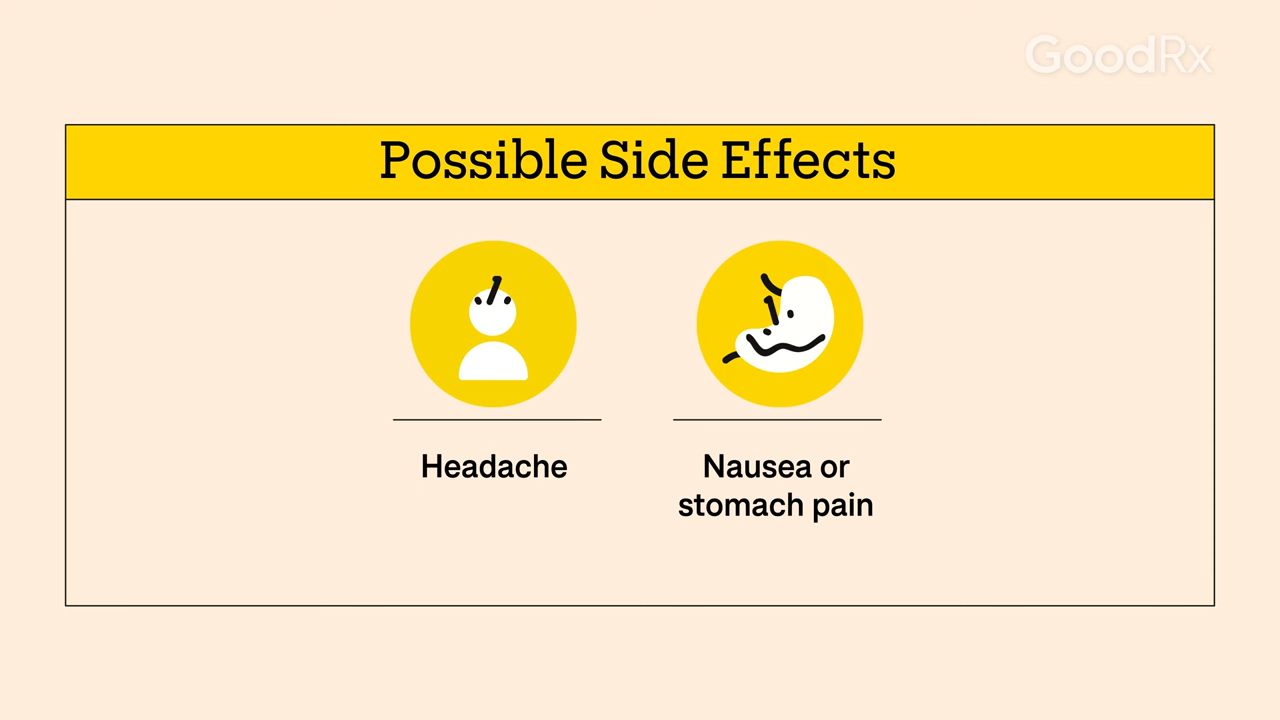 GoodRx
Possible Side Effects
Headache
Nausea or
stomach pain